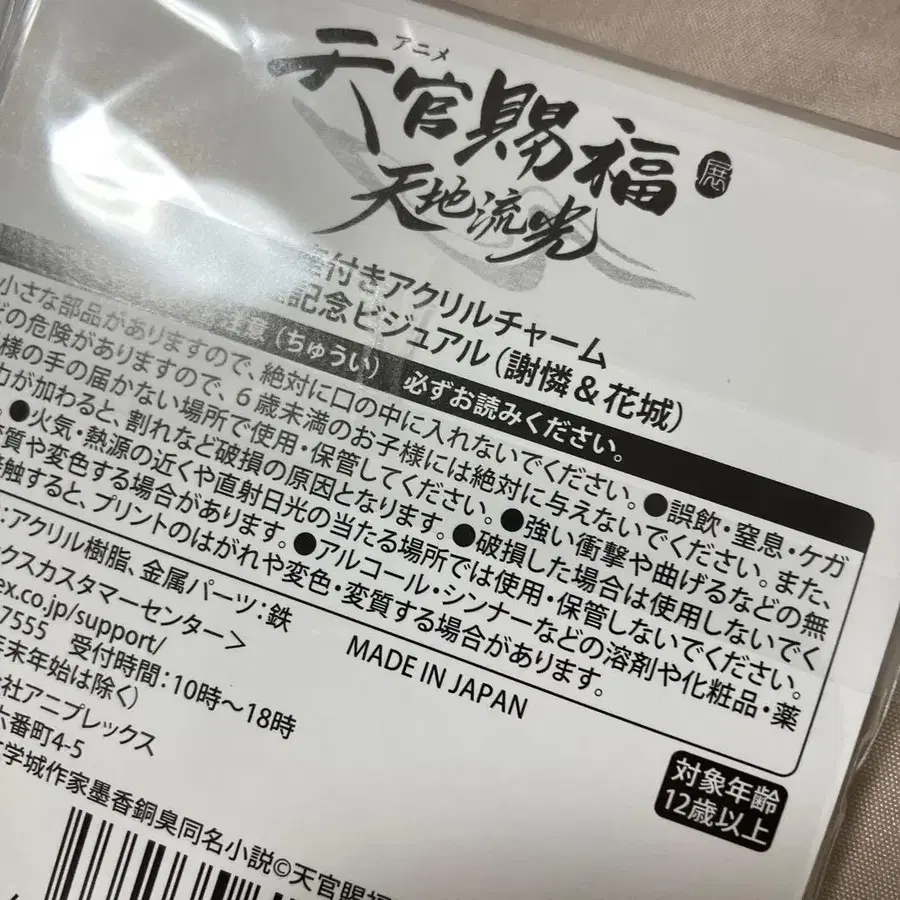 アニメ
天官賜福
展
天地流光
付きアクリルチャーム
記念ビジュアル(謝憐＆花城)
注意(ちゅうい) 必ずお読みください。
小さな部品がありますので、絶対に口の中に入れないでください。●誤飲・窒息・ケガ
どの危険がありますので、6歳未満のお子様には絶対に与えないでください。また、
様の手の届かない場所で使用・保管してください。●強い衝撃や曲げるなどの無
力が加わると、割れなど破損の原因となります。●破損した場合は使用しないでく
●火気・熱源の近くや直射日光の当たる場所では使用・保管しないでください。
質や変色する場合があります。●アルコール・シンナーなどの溶剤や化粧品・薬
接触すると、プリントのはがれや変色・変質する場合があります。
:アクリル樹脂、金属パーツ:鉄
MADE IN JAPAN
ックスカスタマーセンター＞
ex.co.jp/support/
7555 受付時間:10時～18時
年末年始は除く)
社アニプレックス
六番町4-5
学城作家墨香銅臭同名小説©天官賜福
対象年齢
12歳以上